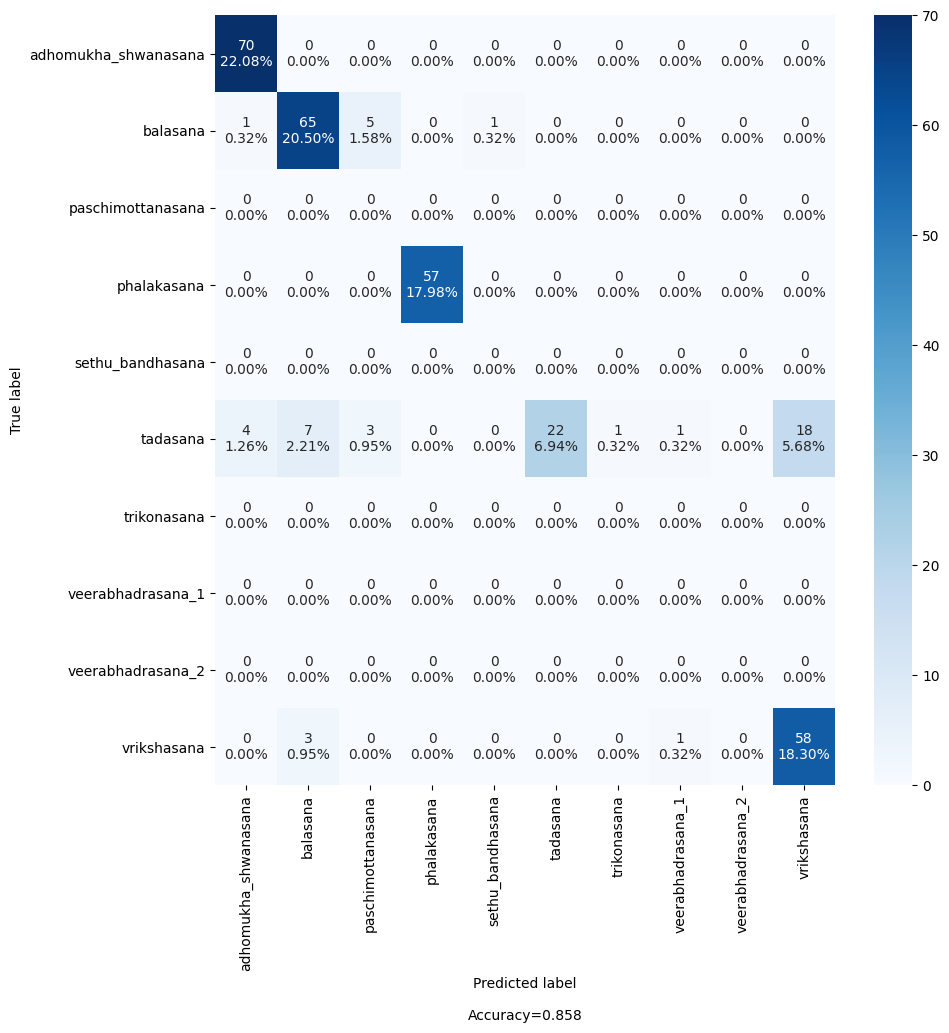 70 0 0 0 0 0 0 0 0 0
adhomukha_shwanasana 22.08% 0.00% 0.00% 0.00% 0.00% 0.00% 0.00% 0.00% 0.00% 0.00%
1 65 5 0 1 0 0 0 0 0
balasana 0.32% 20.50% 1.58% 0.00% 0.32% 0.00% 0.00% 0.00% 0.00% 0.00%
0 0 0 0 0 0 0 0 0 0
paschimottanasana 0.00% 0.00% 0.00% 0.00% 0.00% 0.00% 0.00% 0.00% 0.00% 0.00%
0 0 0 57 0 0 0 0 0 0
phalakasana 0.00% 0.00% 0.00% 17.98% 0.00% 0.00% 0.00% 0.00% 0.00% 0.00%
0 0 0 0 0 0 0 0 0 0
sethu_bandhasana 0.00% 0.00% 0.00% 0.00% 0.00% 0.00% 0.00% 0.00% 0.00% 0.00%
4 7 3 0 0 22 1 1 0 18
tadasana 1.26% 2.21% 0.95% 0.00% 0.00% 6.94% 0.32% 0.32% 0.00% 5.68%
0 0 0 0 0 0 0 0 0 0
trikonasana 0.00% 0.00% 0.00% 0.00% 0.00% 0.00% 0.00% 0.00% 0.00% 0.00%
0 0 0 0 0 0 0 0 0 0
veerabhadrasana_1 0.00% 0.00% 0.00% 0.00% 0.00% 0.00% 0.00% 0.00% 0.00% 0.00%
0 0 0 0 0 0 0 0 0 0
veerabhadrasana_2 0.00% 0.00% 0.00% 0.00% 0.00% 0.00% 0.00% 0.00% 0.00% 0.00%
0 3 0 0 0 0 0 1 0 58
vrikshasana 0.00% 0.95% 0.00% 0.00% 0.00% 0.00% 0.00% 0.32% 0.00% 18.30%
True label
adhomukha_shwanasana
balasana
paschimottanasana
phalakasana
sethu_bandhasana
tadasana
trikonasana
veerabhadrasana_1
veerabhadrasana_2
vrikshasana
Predicted label
Accuracy=0.858
70
60
50
40
30
20
10
0